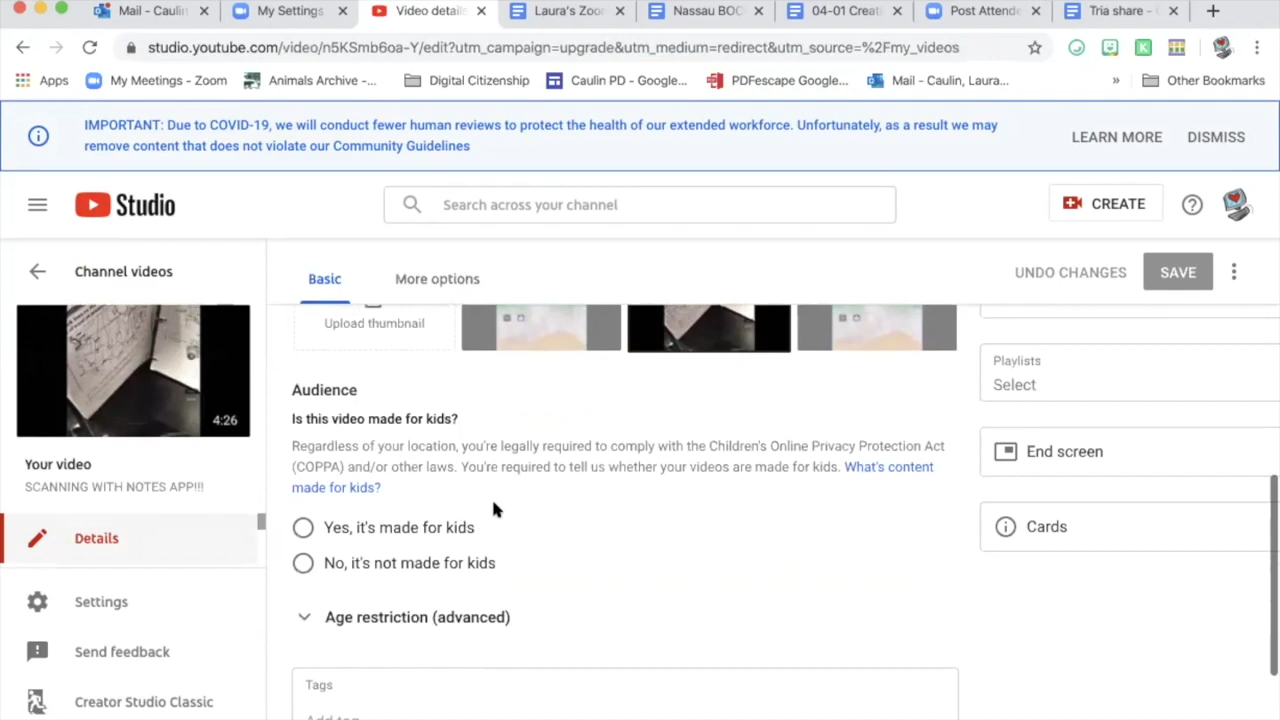 Mail - Caulin
My Settings
Video detail
Laura's Zoo
Nassau BOC
04-01 Creati
Post Attende
Tria share -
studio.youtube.com/video/n5KSmb6oa-Y/edit?utm_campaign=upgrade&utm_medium=redirect&utm_source=%2Fmy_videos
Apps
My Meetings - Zoom
Animals Archive -...
Digital Citizenship
Caulin PD - Google...
PDFescape Google...
Mail - Caulin, Laura...
»
Other Bookmarks
IMPORTANT: Due to COVID-19, we will conduct fewer human reviews to protect the health of our extended workforce. Unfortunately, as a result we may
remove content that does not violate our Community Guidelines
LEARN MORE
DISMISS
Studio
Search across your channel
CREATE
Channel videos
Basic
More options
UNDO CHANGES
SAVE
4:26
Upload thumbnail
Your video
SCANNING WITH NOTES APP!!!
Audience
Is this video made for kids?
Regardless of your location, you're legally required to comply with the Children's Online Privacy Protection Act
(COPPA) and/or other laws. You're required to tell us whether your videos are made for kids. What's content
made for kids?
Yes, it's made for kids
No, it's not made for kids
Age restriction (advanced)
Tags
Add tag
Playlists
Select
End screen
Cards
Details
Settings
Send feedback
Creator Studio Classic